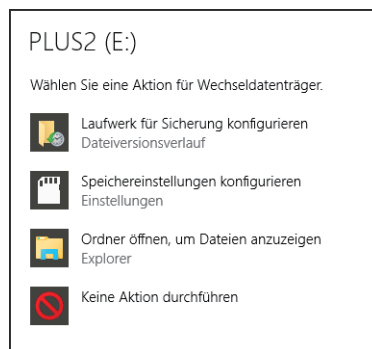 PLUS2 (E:)
Wählen Sie eine Aktion für Wechseldatenträger.
Laufwerk für Sicherung konfigurieren
Dateiversionsverlauf
Speichereinstellungen konfigurieren
Einstellungen
Ordner öffnen, um Dateien anzuzeigen
Explorer
Keine Aktion durchführen